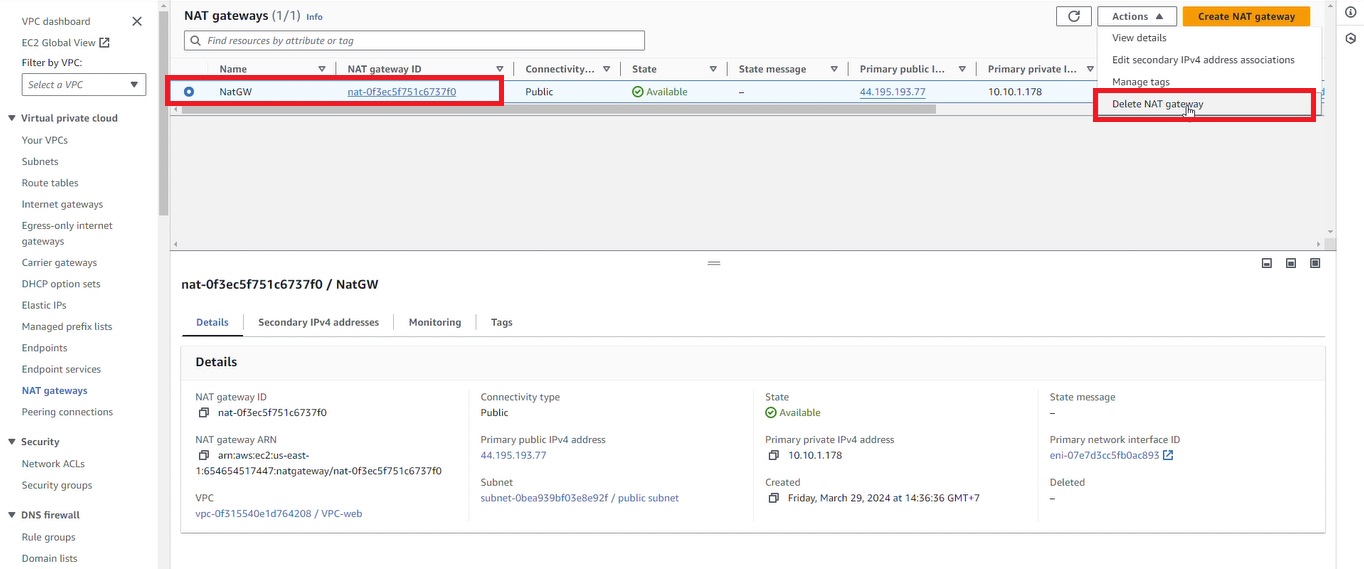 VPC dashboard
EC2 Global View
Filter by VPC:
Select a VPC
Virtual private cloud
Your VPCs
Subnets
Route tables
Internet gateways
Egress-only internet
gateways
Carrier gateways
DHCP option sets
Elastic IPs
Managed prefix lists
Endpoints
Endpoint services
NAT gateways
Peering connections
Security
Network ACLs
Security groups
DNS firewall
Rule groups
Domain lists
NAT gateways (1/1) Info
Actions
Create NAT gateway
Find resources by attribute or tag
View details
Edit secondary IPv4 address associations
Manage tags
Delete NAT gateway
Name NAT gateway ID Connectivity... State State message Primary public I... Primary private I...
NatGW nat-0f3ec5f751c6737f0 Public Available – 44.195.193.77 10.10.1.178
nat-0f3ec5f751c6737f0 / NatGW
Details Secondary IPv4 addresses Monitoring Tags
Details
NAT gateway ID
nat-0f3ec5f751c6737f0
NAT gateway ARN
arn:aws:ec2:us-east-
1:654654517447:natgateway/nat-0f3ec5f751c6737f0
VPC
vpc-0f315540e1d764208 / VPC-web
Connectivity type
Public
Primary public IPv4 address
44.195.193.77
Subnet
subnet-0bea939bf03e8e92f / public subnet
State
Available
Primary private IPv4 address
10.10.1.178
Created
Friday, March 29, 2024 at 14:36:36 GMT+7
State message
–
Primary network interface ID
eni-07e7d3cc5fb0ac893
Deleted
–